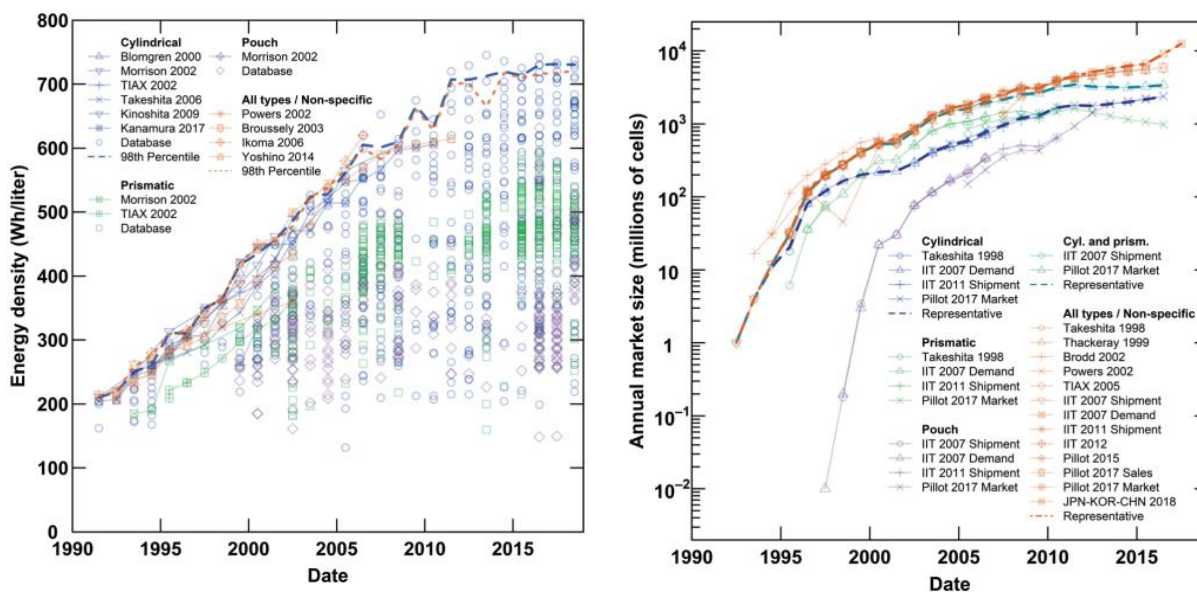 800
700
600
500
400
300
200
100
0
Energy density (Wh/liter)
1990
1995
2000
2005
2010
2015
Date
Cylindrical
Blomgren 2000
Morrison 2002
TIAX 2002
Takeshita 2006
Kinoshita 2009
Kanamura 2017
Database
98th Percentile
Prismatic
Morrison 2002
TIAX 2002
Database
Pouch
Morrison 2002
Database
All types / Non-specific
Powers 2002
Broussely 2003
Ikoma 2006
Yoshino 2014
98th Percentile
10⁴
10³
10²
10
1
10⁻¹
10⁻²
Annual market size (millions of cells)
1990
1995
2000
2005
2010
2015
Date
Cylindrical
Takeshita 1998
IIT 2007 Demand
IIT 2011 Shipment
Pillot 2017 Market
Representative
Prismatic
Takeshita 1998
IIT 2007 Demand
IIT 2011 Shipment
Pillot 2017 Market
Pouch
IIT 2007 Shipment
IIT 2007 Demand
IIT 2011 Shipment
Pillot 2017 Market
Cyl. and prism.
IIT 2007 Shipment
Pillot 2017 Market
Representative
All types / Non-specific
Takeshita 1998
Thackeray 1999
Brodd 2002
Powers 2002
TIAX 2005
IIT 2007 Shipment
IIT 2007 Demand
IIT 2011 Shipment
IIT 2012
Pillot 2015
Pillot 2017 Sales
Pillot 2017 Market
JPN-KOR-CHN 2018
Representative